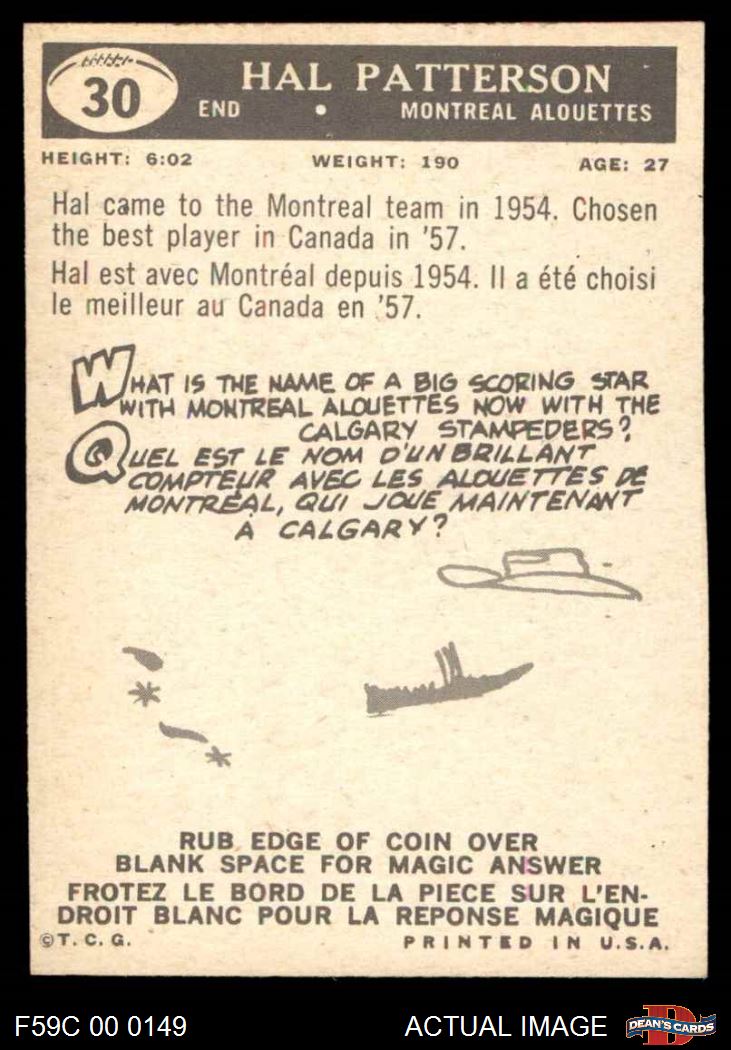 30
HAL PATTERSON
END • MONTREAL ALOUETTES
HEIGHT: 6:02 WEIGHT: 190 AGE: 27
Hal came to the Montreal team in 1954. Chosen
the best player in Canada in '57.
Hal est avec Montréal depuis 1954. Il a été choisi
le meilleur au Canada en '57.
WHAT IS THE NAME OF A BIG SCORING STAR
WITH MONTREAL ALOUETTES NOW WITH THE
CALGARY STAMPEDERS?
QUEL EST LE NOM D'UN BRILLANT
COMPTEUR AVEC LES ALOUETTES DE
MONTRÉAL, QUI JOUE MAINTENANT
A CALGARY?
RUB EDGE OF COIN OVER
BLANK SPACE FOR MAGIC ANSWER
FROTEZ LE BORD DE LA PIECE SUR L'EN-
DROIT BLANC POUR LA REPONSE MAGIQUE
©T. C. G. PRINTED IN U.S.A.
F59C 00 0149 ACTUAL IMAGE D DEAN'S CARDS